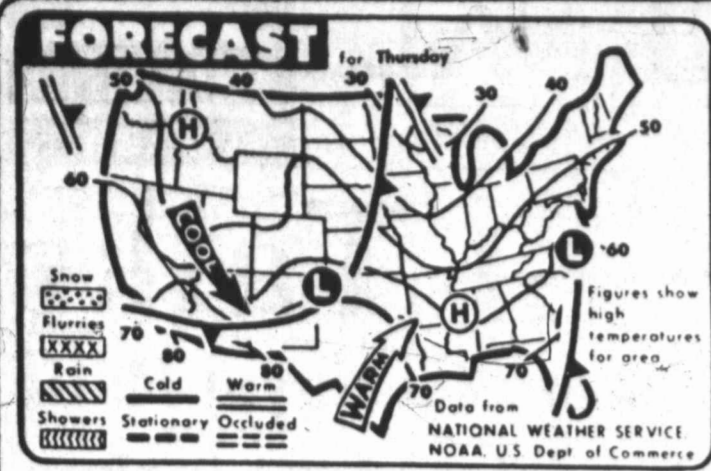 FORECAST
for Thursday
50 40 30 30 40 50
H
60
COOL
L
L 60
H
WARM
Snow
Flurries
Rain
Showers
70 80 80 70 70
Cold Warm
Stationary Occluded
Figures show
high
temperatures
for area
Data from
NATIONAL WEATHER SERVICE.
NOAA, U.S. Dept. of Commerce